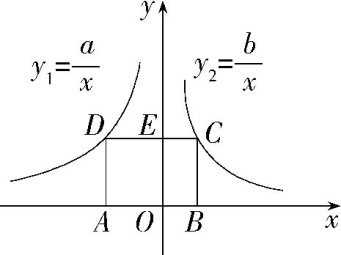 y
y₁=a/x
y₂=b/x
D E C
A O B x